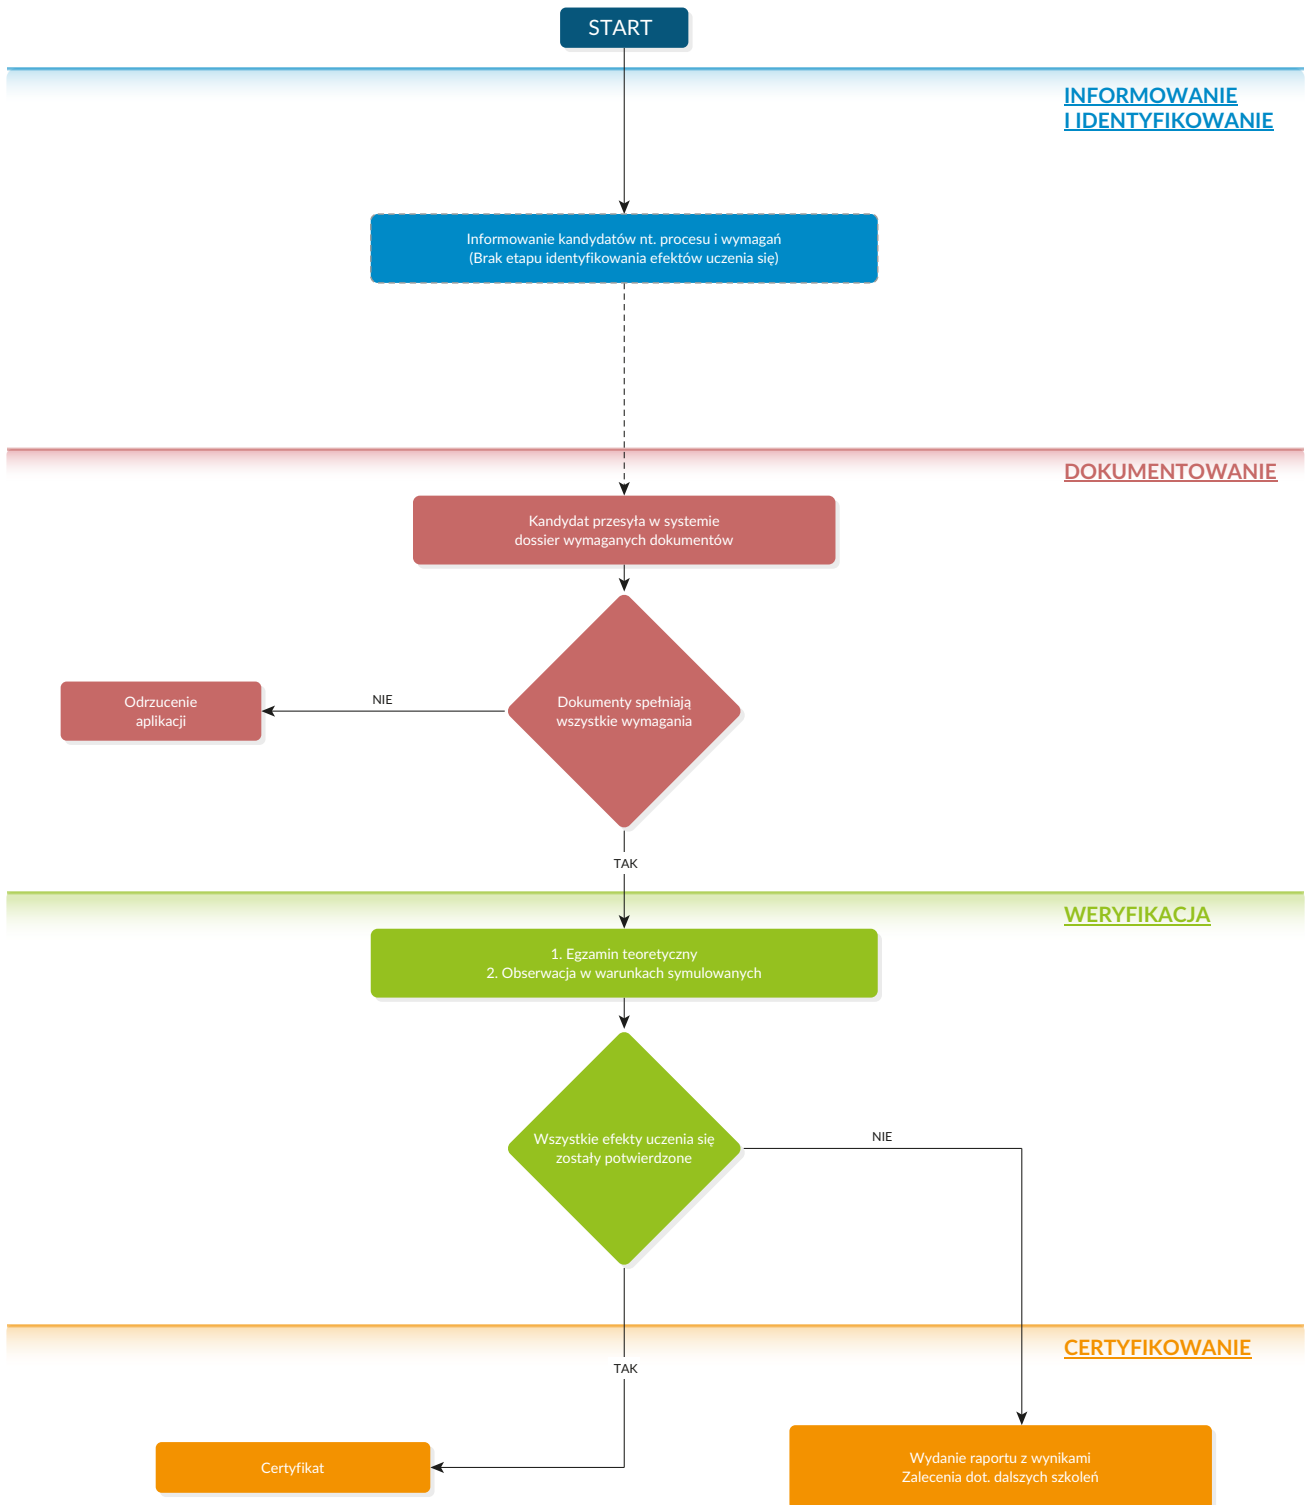 START
INFORMOWANIE
I IDENTYFIKOWANIE
Informowanie kandydatów nt. procesu i wymagań
(Brak etapu identyfikowania efektów uczenia się)
DOKUMENTOWANIE
Kandydat przesyła w systemie
dossier wymaganych dokumentów
Odrzucenie
aplikacji
NIE
Dokumenty spełniają
wszystkie wymagania
TAK
WERYFIKACJA
1. Egzamin teoretyczny
2. Obserwacja w warunkach symulowanych
Wszystkie efekty uczenia się
zostały potwierdzone
NIE
CERTYFIKOWANIE
TAK
Certyfikat
Wydanie raportu z wynikami
Zalecenia dot. dalszych szkoleń